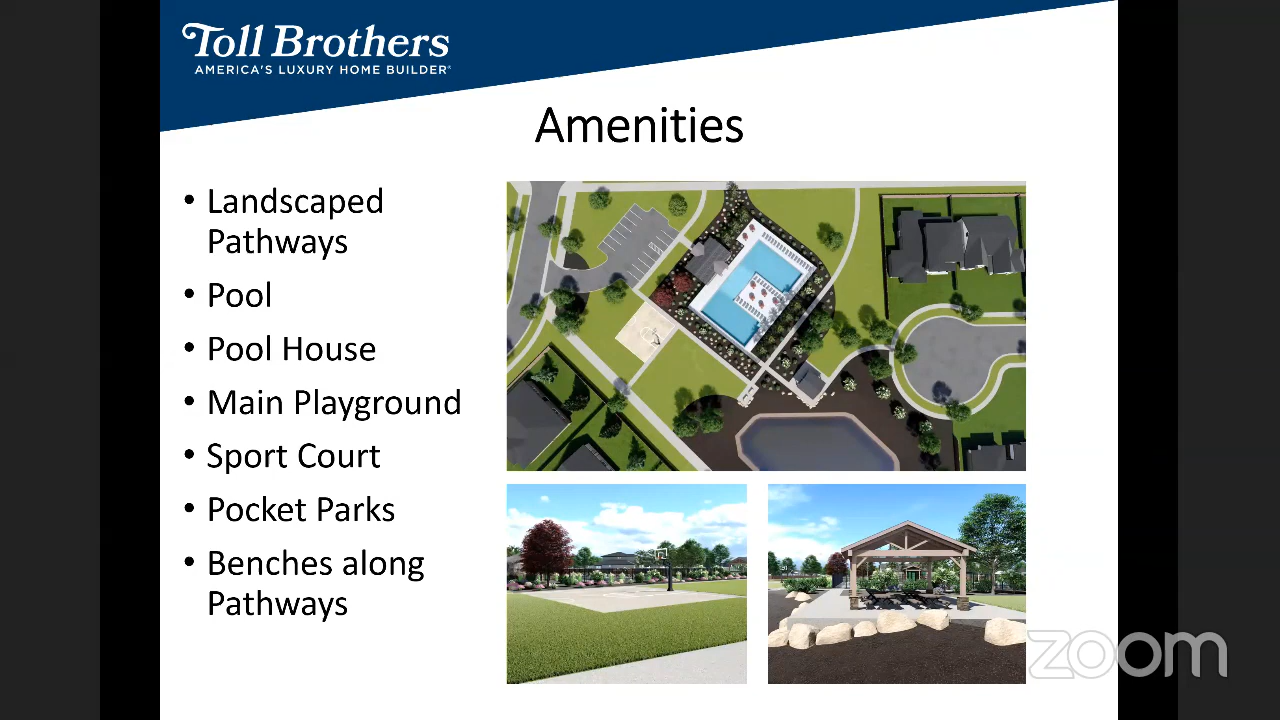 Toll Brothers
AMERICA'S LUXURY HOME BUILDER®
Amenities
• Landscaped
Pathways
• Pool
• Pool House
• Main Playground
• Sport Court
• Pocket Parks
• Benches along
Pathways
zoom